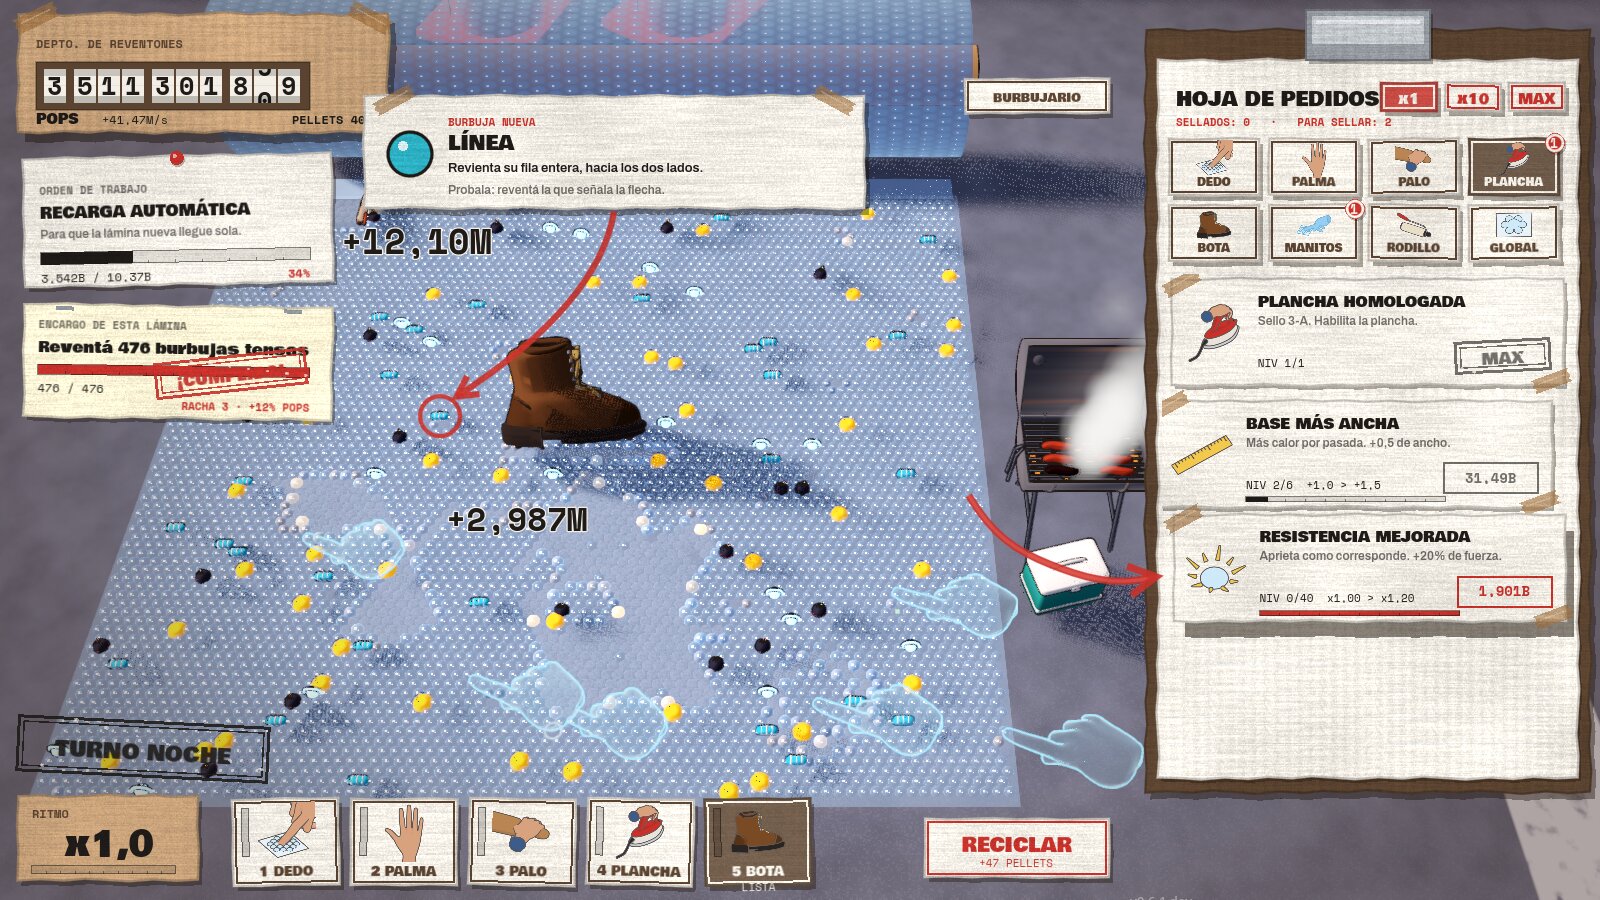 DEPTO. DE REVENTONES
3 511 301 8 9
POPS +41,47M/s PELLETS 40
ORDEN DE TRABAJO
RECARGA AUTOMÁTICA
Para que la lámina nueva llegue sola.
3,542B / 10,37B 34%
ENCARGO DE ESTA LÁMINA
Reventá 476 burbujas tensas
476 / 476
RACHA 3 · +12% POPS
BURBUJA NUEVA
LÍNEA
Revienta su fila entera, hacia los dos lados.
Probala: reventá la que señala la flecha.
BURBUJARIO
+12,10M
+2,987M
TURNO NOCHE
RITMO
x1,0
1 DEDO
2 PALMA
3 PALO
4 PLANCHA
5 BOTA
LISTA
RECICLAR
+47 PELLETS
HOJA DE PEDIDOS
x1
x10
MAX
SELLADOS: 0 · PARA SELLAR: 2
DEDO
PALMA
PALO
1
PLANCHA
BOTA
1
MANITOS
RODILLO
GLOBAL
PLANCHA HOMOLOGADA
Sello 3-A. Habilita la plancha.
NIV 1/1
MAX
BASE MÁS ANCHA
Más calor por pasada. +0,5 de ancho.
NIV 2/6 +1,0 > +1,5
31,49B
RESISTENCIA MEJORADA
Aprieta como corresponde. +20% de fuerza.
NIV 0/40 x1,00 > x1,20
1,901B